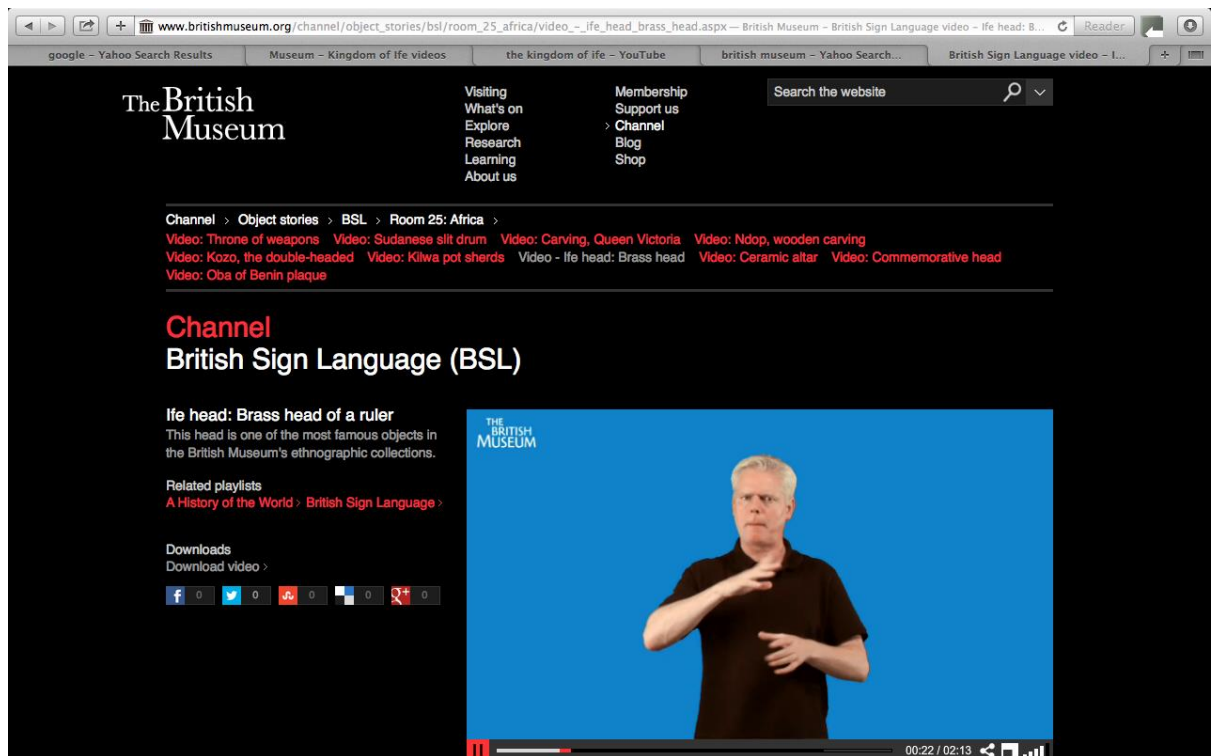 www.britishmuseum.org/channel/object_stories/bsl/room_25_africa/video_-_ife_head_brass_head.aspx — British Museum – British Sign Language video – Ife head: B... Reader
google – Yahoo Search Results Museum – Kingdom of Ife videos the kingdom of ife – YouTube british museum – Yahoo Search... British Sign Language video – I...
The British
Museum
Visiting
What's on
Explore
Research
Learning
About us
Membership
Support us
› Channel
Blog
Shop
Search the website
Channel › Object stories › BSL › Room 25: Africa ›
Video: Throne of weapons Video: Sudanese slit drum Video: Carving, Queen Victoria Video: Ndop, wooden carving
Video: Kozo, the double-headed Video: Kilwa pot sherds Video - Ife head: Brass head Video: Ceramic altar Video: Commemorative head
Video: Oba of Benin plaque
Channel
British Sign Language (BSL)
Ife head: Brass head of a ruler
This head is one of the most famous objects in
the British Museum's ethnographic collections.
Related playlists
A History of the World › British Sign Language ›
Downloads
Download video ›
0 0 0 0 0
THE
BRITISH
MUSEUM
00:22 / 02:13